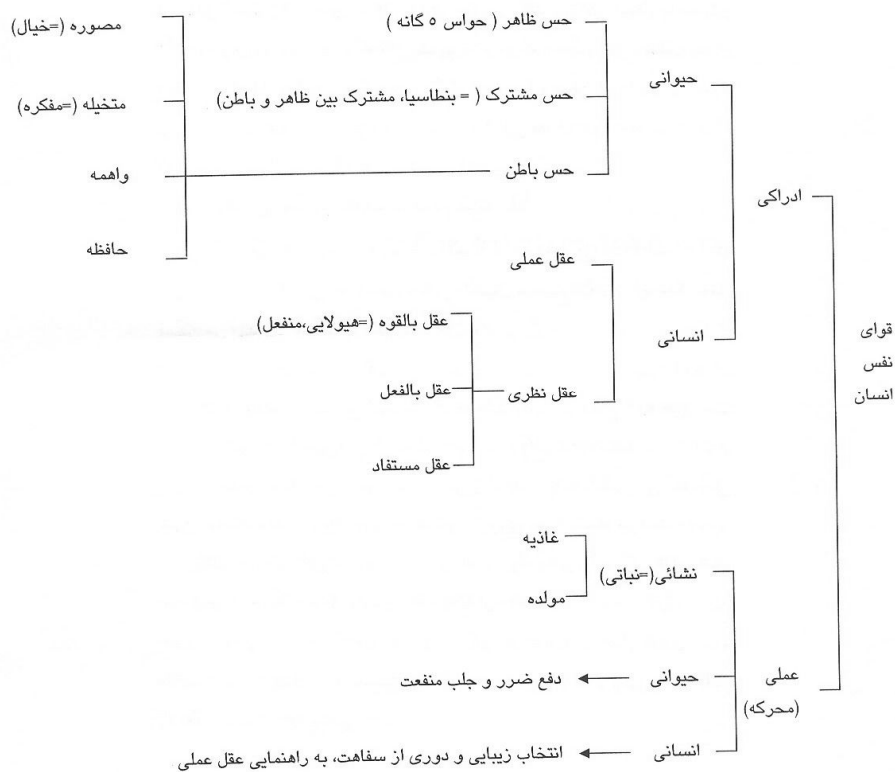 قوای
نفس
انسان
ادراکی
حیوانی
حس ظاهر ( حواس ۵ گانه )
حس مشترک ( = بنطاسیا، مشترک بین ظاهر و باطن)
حس باطن
مصوره (=خیال)
متخیله (=مفکره)
واهمه
حافظه
انسانی
عقل عملی
عقل نظری
عقل بالقوه (=هیولایی،منفعل)
عقل بالفعل
عقل مستفاد
عملی
(محرکه)
نشائی(=نباتی)
غاذیه
مولده
حیوانی
دفع ضرر و جلب منفعت
انسانی
انتخاب زیبایی و دوری از سفاهت، به راهنمایی عقل عملی